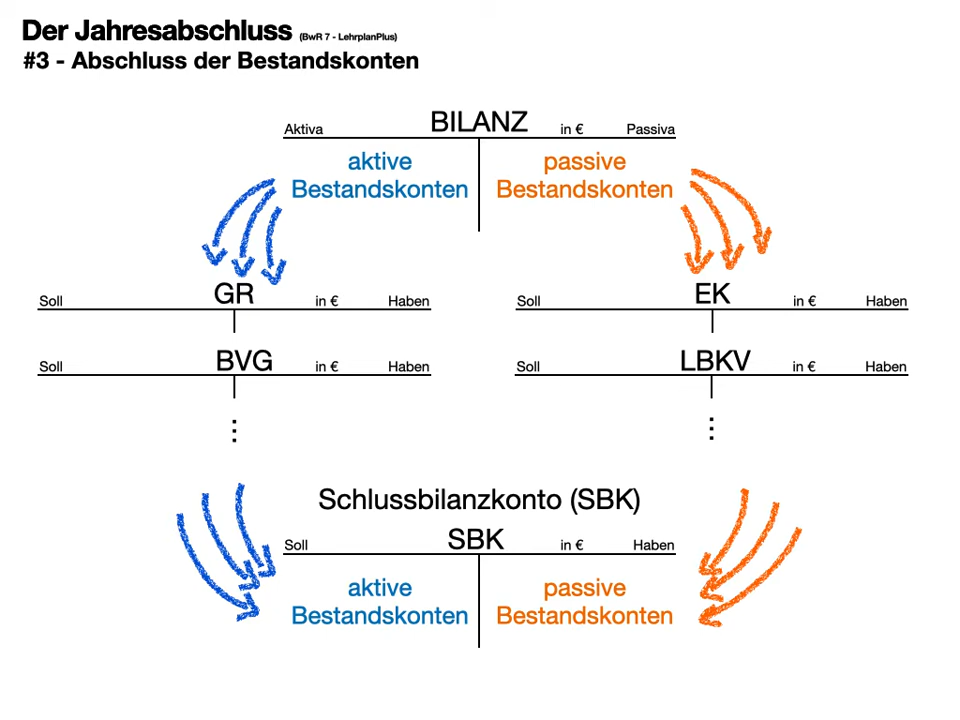 Der Jahresabschluss (BwR 7 - LehrplanPlus)
#3 - Abschluss der Bestandskonten
Aktiva BILANZ in € Passiva
aktive Bestandskonten
passive Bestandskonten
Soll GR in € Haben
Soll EK in € Haben
Soll BVG in € Haben
Soll LBKV in € Haben
⋮ ⋮
Schlussbilanzkonto (SBK)
Soll SBK in € Haben
aktive Bestandskonten
passive Bestandskonten